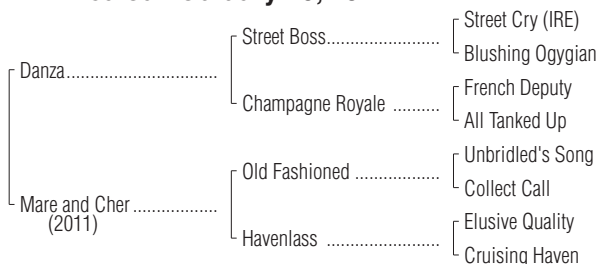 Street Cry (IRE)
Street Boss
Blushing Ogygian
Danza
French Deputy
Champagne Royale
All Tanked Up
Unbridled's Song
Old Fashioned
Collect Call
Mare and Cher
(2011)
Elusive Quality
Havenlass
Cruising Haven